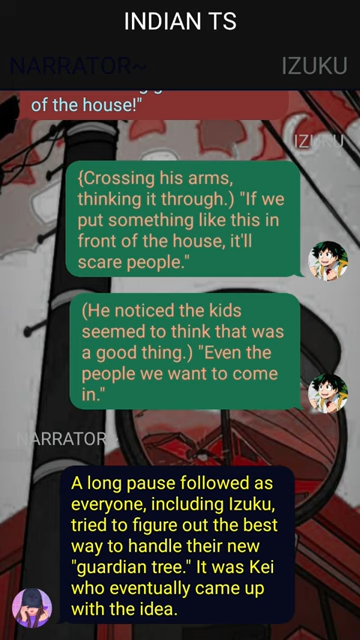 INDIAN TS
NARRATOR~
IZUKU
of the house!"
IZUKU
{Crossing his arms,
thinking it through.) "If we
put something like this in
front of the house, it'll
scare people."
(He noticed the kids
seemed to think that was
a good thing.) "Even the
people we want to come
in."
NARRATOR~
A long pause followed as
everyone, including Izuku,
tried to figure out the best
way to handle their new
"guardian tree." It was Kei
who eventually came up
with the idea.